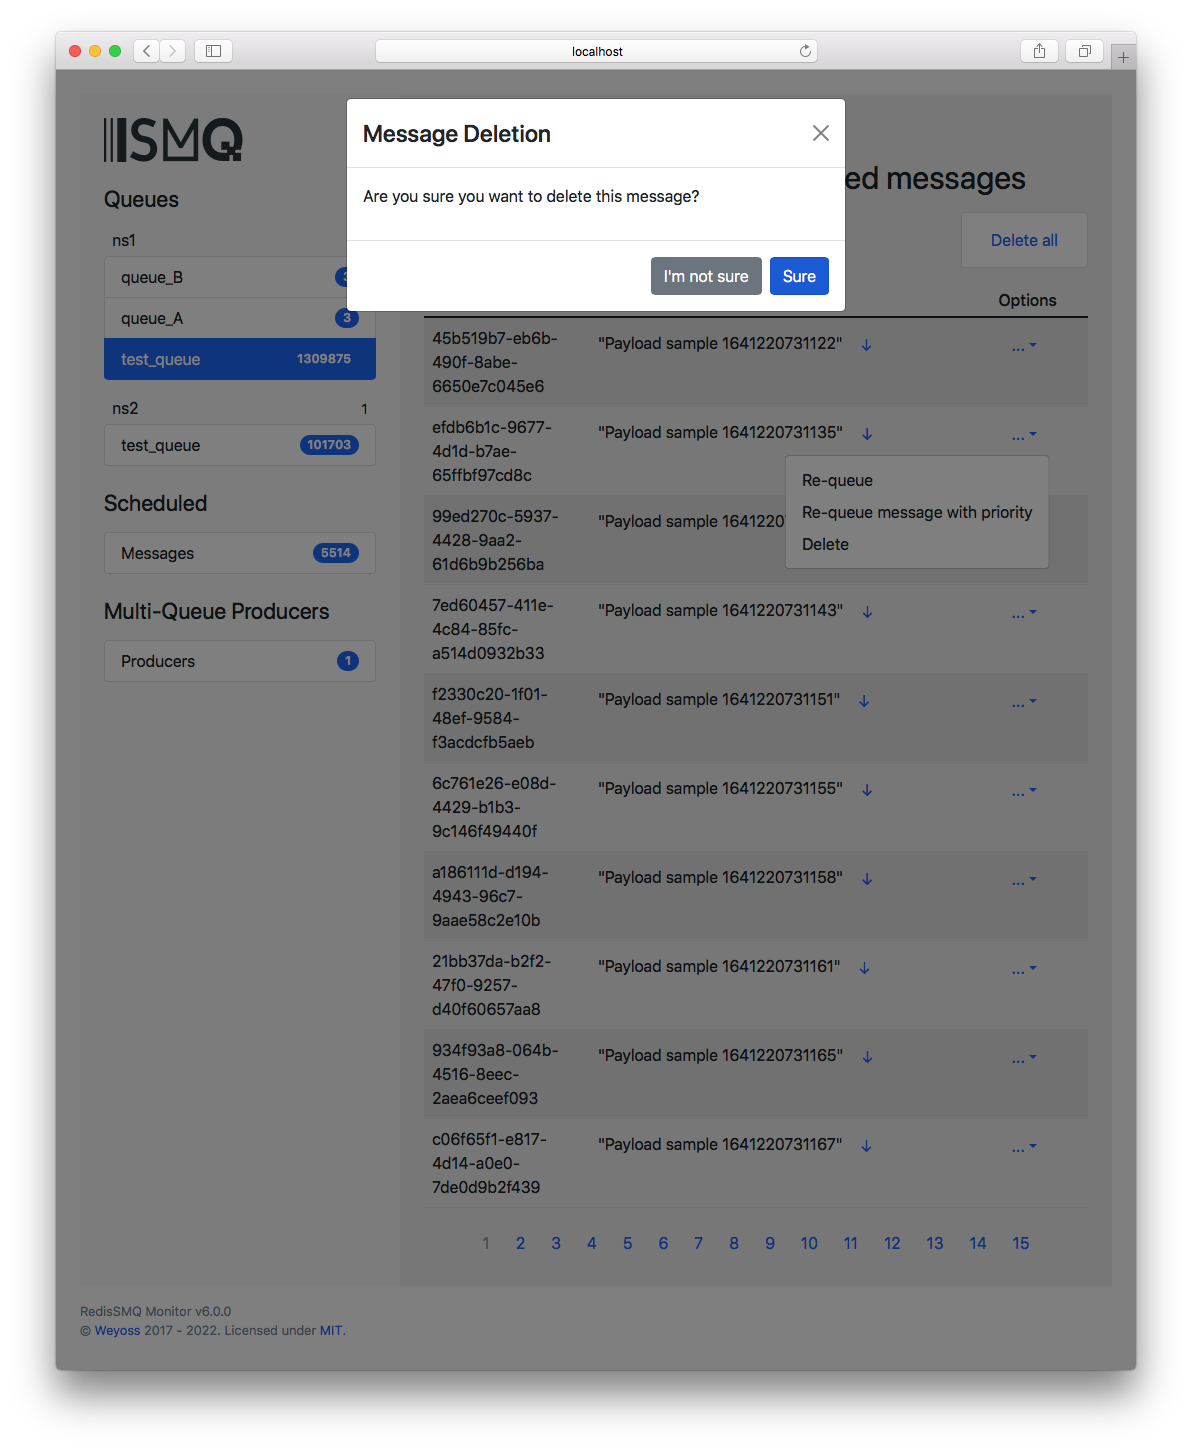 localhost
ISMQ
Message Deletion
Are you sure you want to delete this message?
I'm not sure
Sure
ed messages
Delete all
Queues
ns1
queue_B
queue_A 3
test_queue 1309875
ns2 1
test_queue 101703
Scheduled
Messages 5514
Multi-Queue Producers
Producers 1
Options
45b519b7-eb6b-
490f-8abe-
6650e7c045e6
"Payload sample 1641220731122"
...
efdb6b1c-9677-
4d1d-b7ae-
65ffbf97cd8c
"Payload sample 1641220731135"
...
Re-queue
Re-queue message with priority
Delete
99ed270c-5937-
4428-9aa2-
61d6b9b256ba
"Payload sample 1641220
7ed60457-411e-
4c84-85fc-
a514d0932b33
"Payload sample 1641220731143"
...
f2330c20-1f01-
48ef-9584-
f3acdcfb5aeb
"Payload sample 1641220731151"
...
6c761e26-e08d-
4429-b1b3-
9c146f49440f
"Payload sample 1641220731155"
...
a186111d-d194-
4943-96c7-
9aae58c2e10b
"Payload sample 1641220731158"
...
21bb37da-b2f2-
47f0-9257-
d40f60657aa8
"Payload sample 1641220731161"
...
934f93a8-064b-
4516-8eec-
2aea6ceef093
"Payload sample 1641220731165"
...
c06f65f1-e817-
4d14-a0e0-
7de0d9b2f439
"Payload sample 1641220731167"
...
1 2 3 4 5 6 7 8 9 10 11 12 13 14 15
RedisSMQ Monitor v6.0.0
© Weyoss 2017 - 2022. Licensed under MIT.